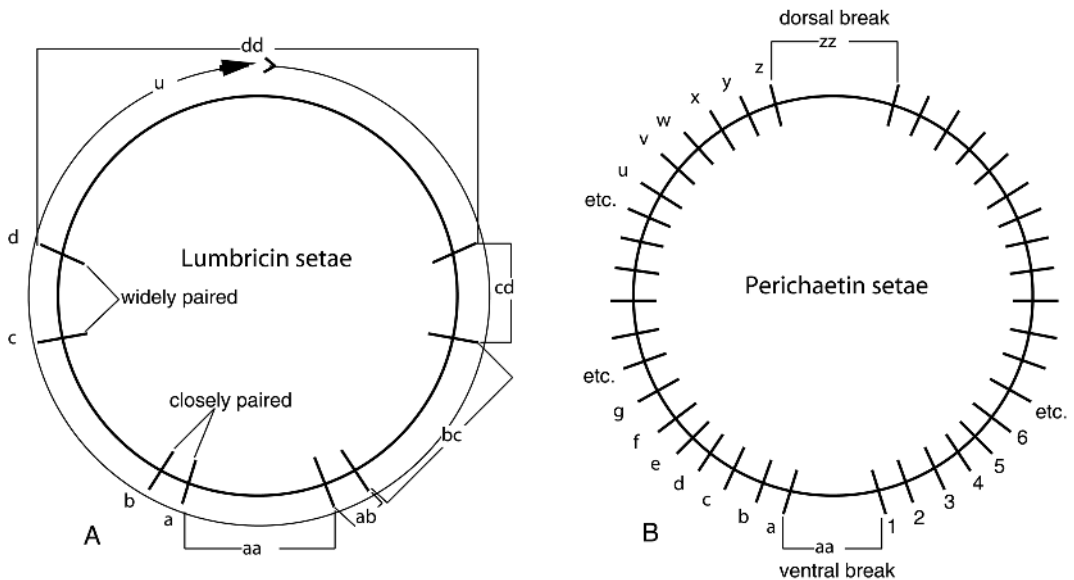 dd
u
d
Lumbricin setae
widely paired
cd
c
closely paired
bc
b
a
ab
aa
A
dorsal break
zz
z
y
x
w
v
u
etc.
Perichaetin setae
etc.
g
f
e
d
c
b
a
etc.
6
5
4
3
2
1
aa
ventral break
B